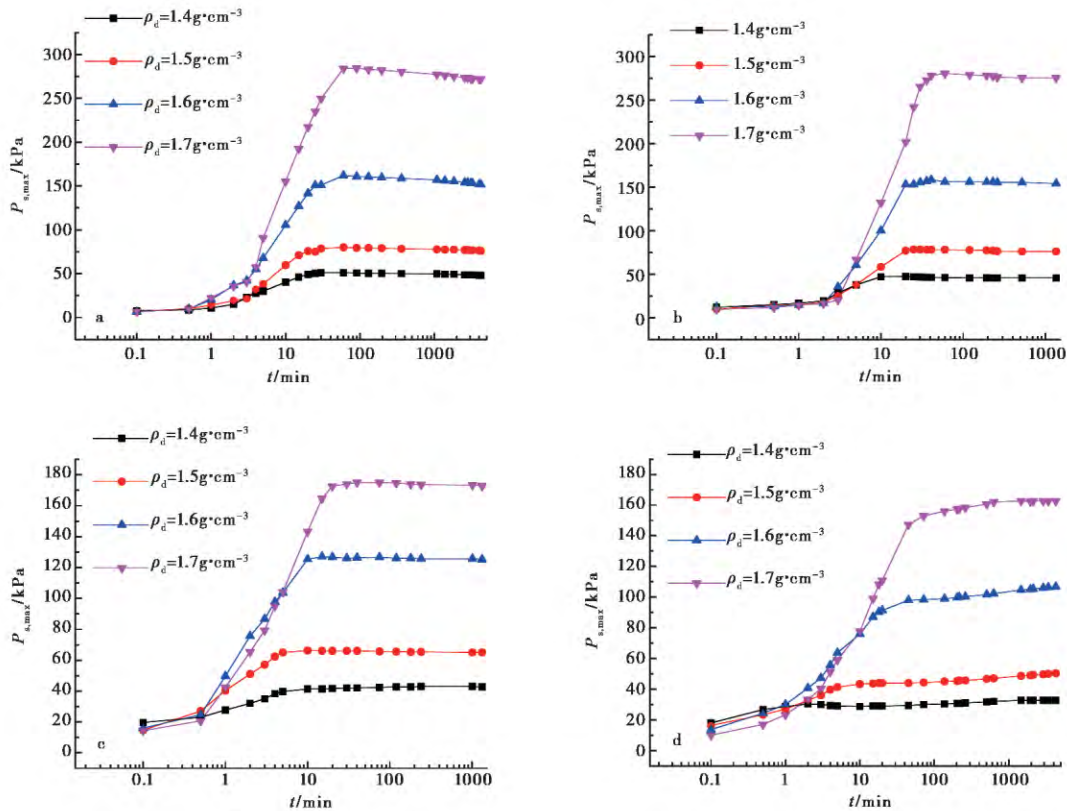 ρd=1.4g•cm⁻³
ρd=1.5g•cm⁻³
ρd=1.6g•cm⁻³
ρd=1.7g•cm⁻³
300
250
200
150
100
50
0
Ps,max/kPa
a
0.1 1 10 100 1000
t/min
1.4g•cm⁻³
1.5g•cm⁻³
1.6g•cm⁻³
1.7g•cm⁻³
300
250
200
150
100
50
0
Ps,max/kPa
b
0.1 1 10 100 1000
t/min
ρd=1.4g•cm⁻³
ρd=1.5g•cm⁻³
ρd=1.6g•cm⁻³
ρd=1.7g•cm⁻³
180
160
140
120
100
80
60
40
20
0
Ps,max/kPa
c
0.1 1 10 100 1000
t/min
ρd=1.4g•cm⁻³
ρd=1.5g•cm⁻³
ρd=1.6g•cm⁻³
ρd=1.7g•cm⁻³
180
160
140
120
100
80
60
40
20
0
Ps,max/kPa
d
0.1 1 10 100 1000
t/min